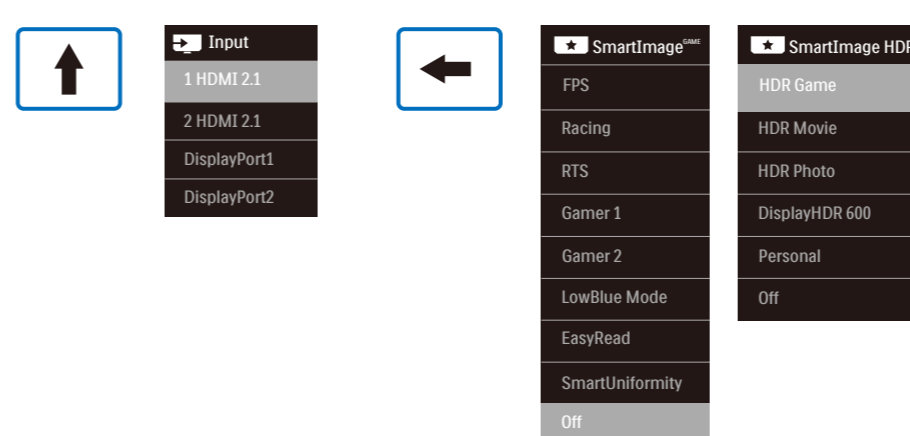 Input
1 HDMI 2.1
2 HDMI 2.1
DisplayPort1
DisplayPort2
SmartImage GAME
FPS
Racing
RTS
Gamer 1
Gamer 2
LowBlue Mode
EasyRead
SmartUniformity
Off
SmartImage HDR
HDR Game
HDR Movie
HDR Photo
DisplayHDR 600
Personal
Off